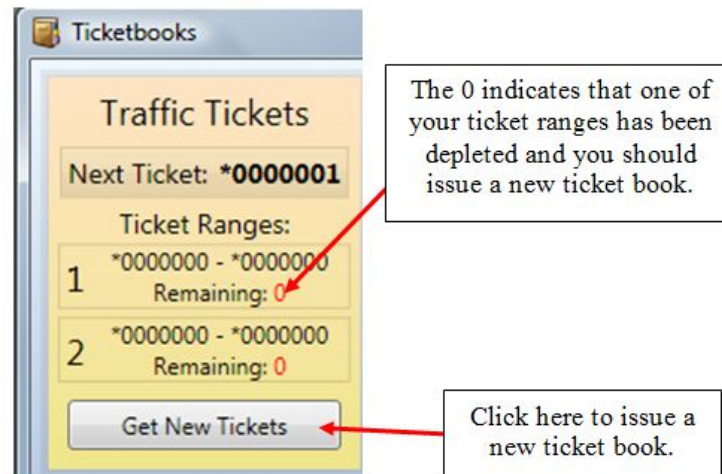 Ticketbooks
Traffic Tickets
Next Ticket: *0000001
Ticket Ranges:
1
*0000000 - *0000000
Remaining: 0
2
*0000000 - *0000000
Remaining: 0
Get New Tickets
The 0 indicates that one of
your ticket ranges has been
depleted and you should
issue a new ticket book.
Click here to issue a
new ticket book.